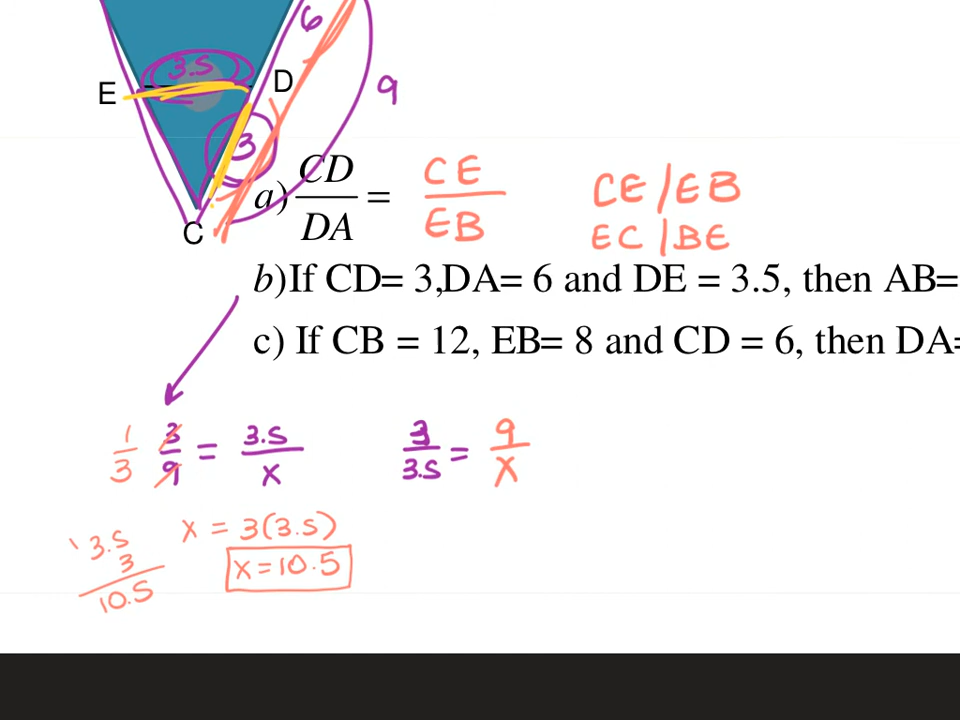 6
3.5
E
D
9
3
a) CD/DA =
CE/EB
CE/EB
EC|BE
C
b)If CD= 3,DA= 6 and DE = 3.5, then AB=
c) If CB = 12, EB= 8 and CD = 6, then DA=
1/3 3/9 = 3.5/x
3/3.5 = 9/x
3.5
3
10.5
x = 3(3.5)
x = 10.5